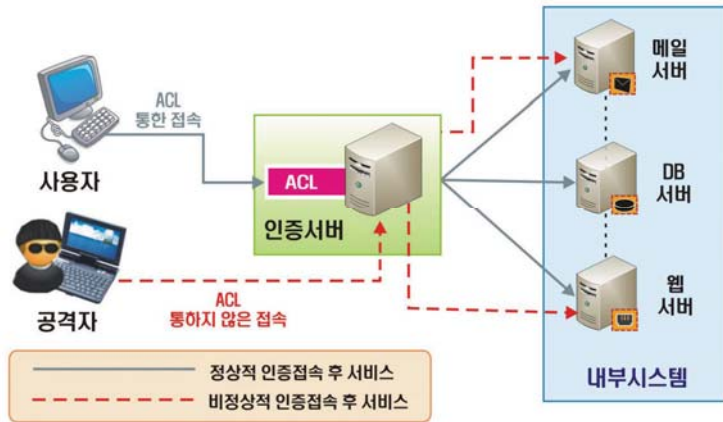 ACL
통한 접속
사용자
ACL
인증서버
공격자
ACL
통하지 않은 접속
메일
서버
DB
서버
웹
서버
내부시스템
정상적 인증접속 후 서비스
비정상적 인증접속 후 서비스